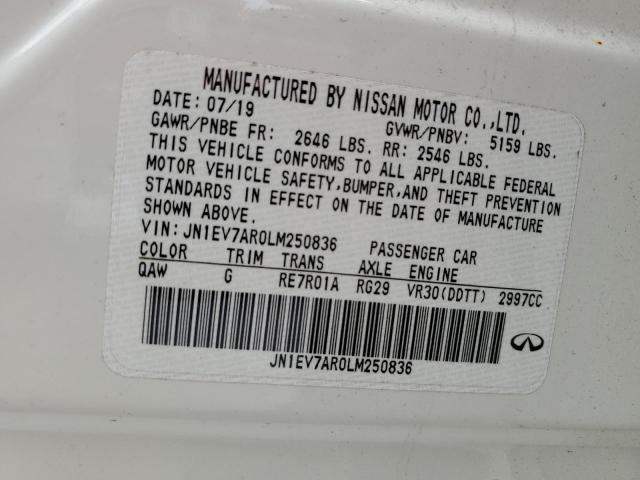 MANUFACTURED BY NISSAN MOTOR CO.,LTD.
DATE: 07/19 GVWR/PNBV: 5159 LBS.
GAWR/PNBE FR: 2646 LBS. RR: 2546 LBS.
THIS VEHICLE CONFORMS TO ALL APPLICABLE FEDERAL
MOTOR VEHICLE SAFETY,BUMPER,AND THEFT PREVENTION
STANDARDS IN EFFECT ON THE DATE OF MANUFACTURE
SHOWN ABOVE.
VIN: JN1EV7AR0LM250836 PASSENGER CAR
COLOR TRIM TRANS AXLE ENGINE
QAW G RE7R01A RG29 VR30(DDTT) 2997CC
JN1EV7AR0LM250836